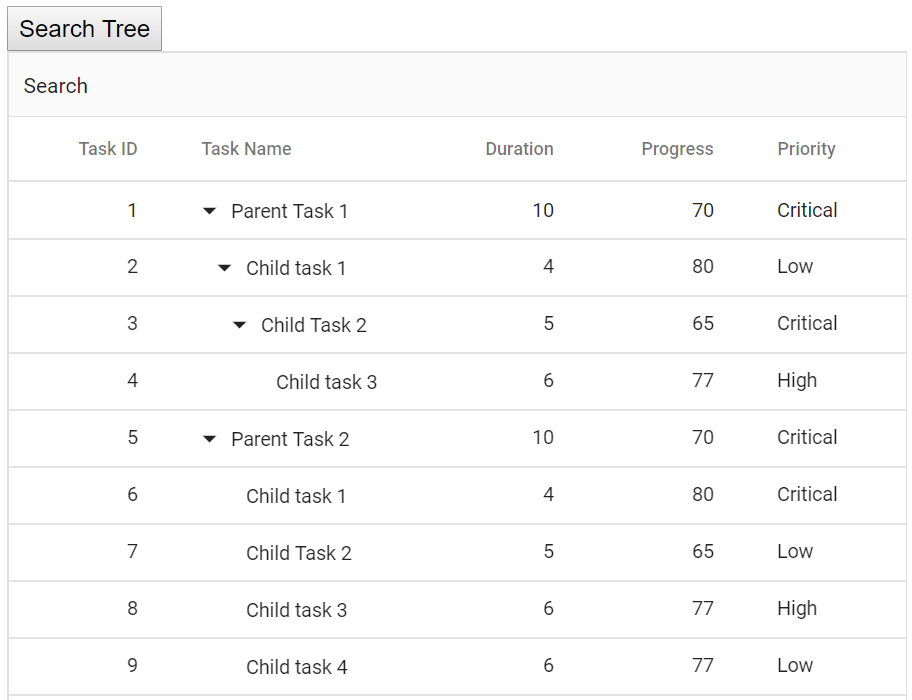 Search Tree
Search
Task ID Task Name Duration Progress Priority
1 Parent Task 1 10 70 Critical
2 Child task 1 4 80 Low
3 Child Task 2 5 65 Critical
4 Child task 3 6 77 High
5 Parent Task 2 10 70 Critical
6 Child task 1 4 80 Critical
7 Child Task 2 5 65 Low
8 Child task 3 6 77 High
9 Child task 4 6 77 Low